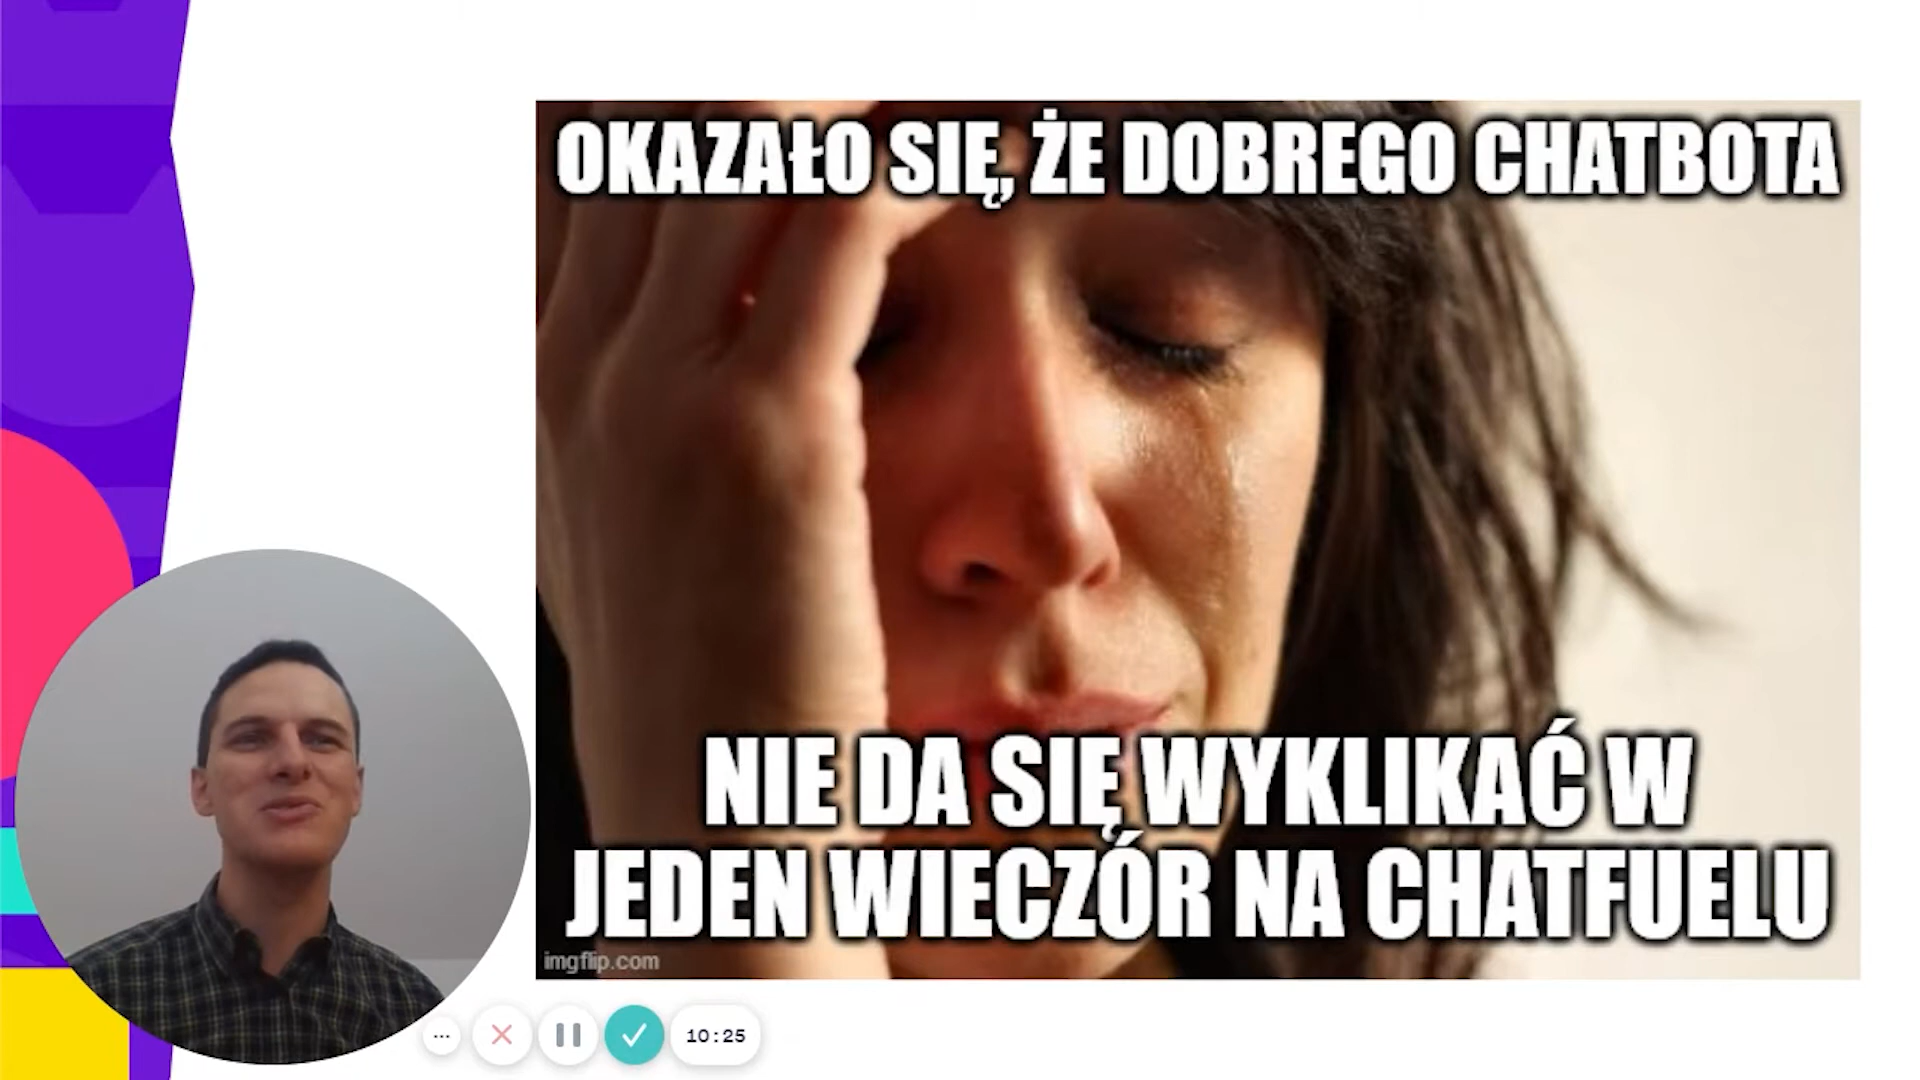 OKAZAŁO SIĘ, ŻE DOBREGO CHATBOTA
NIE DA SIĘ WYKLIKAĆ W
JEDEN WIECZÓR NA CHATFUELU
imgflip.com
... 10:25